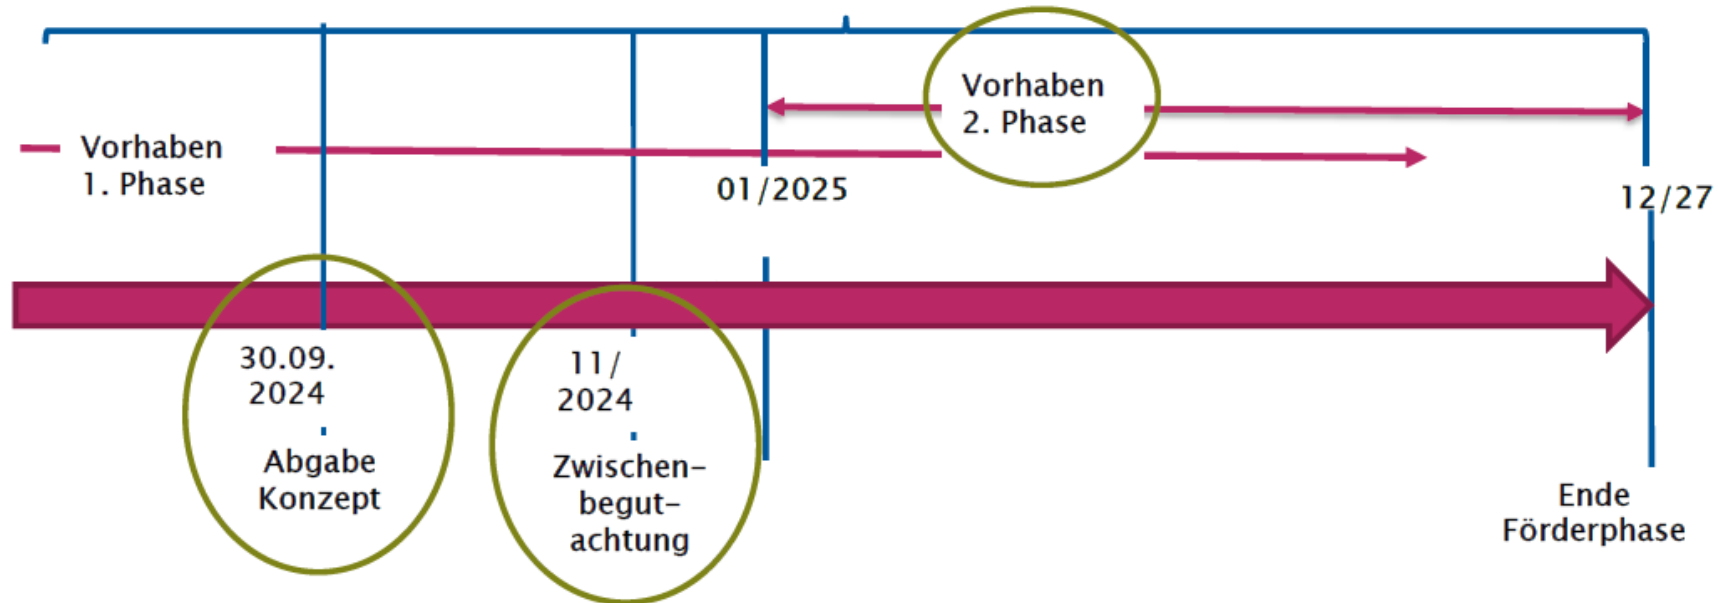 Vorhaben
2. Phase
Vorhaben
1. Phase
01/2025
12/27
30.09.
2024
Abgabe
Konzept
11/
2024
Zwischen-
begut-
achtung
Ende
Förderphase